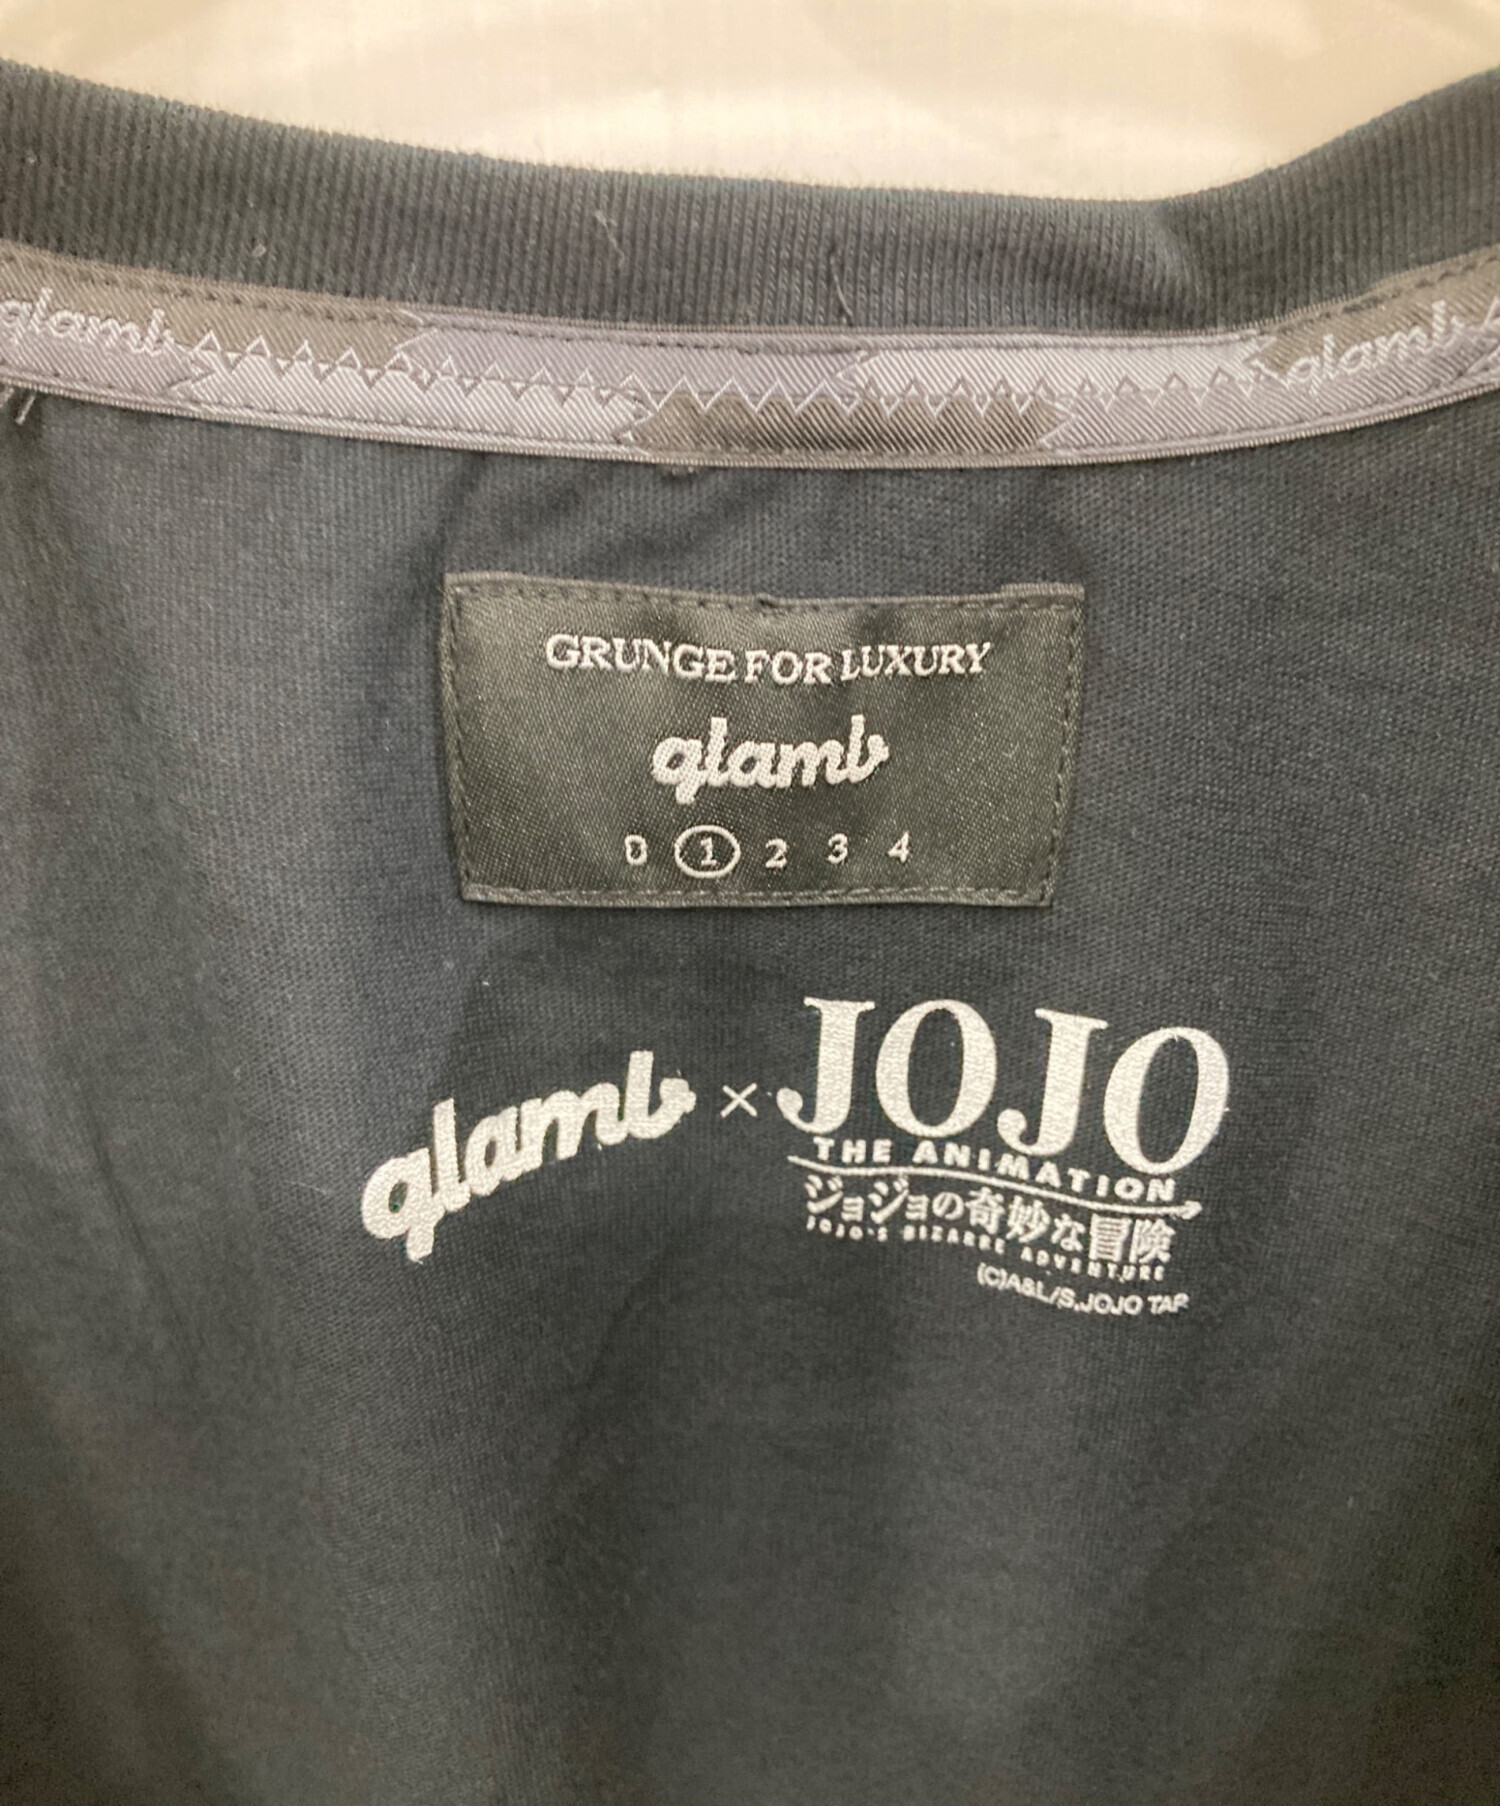 glamb
glamb
GRUNGE FOR LUXURY
glamb
0 1 2 3 4
glamb × JOJO
THE ANIMATION
ジョジョの奇妙な冒険
JOJO'S BIZARRE ADVENTURE
(C)A&L/S,JOJO TAP